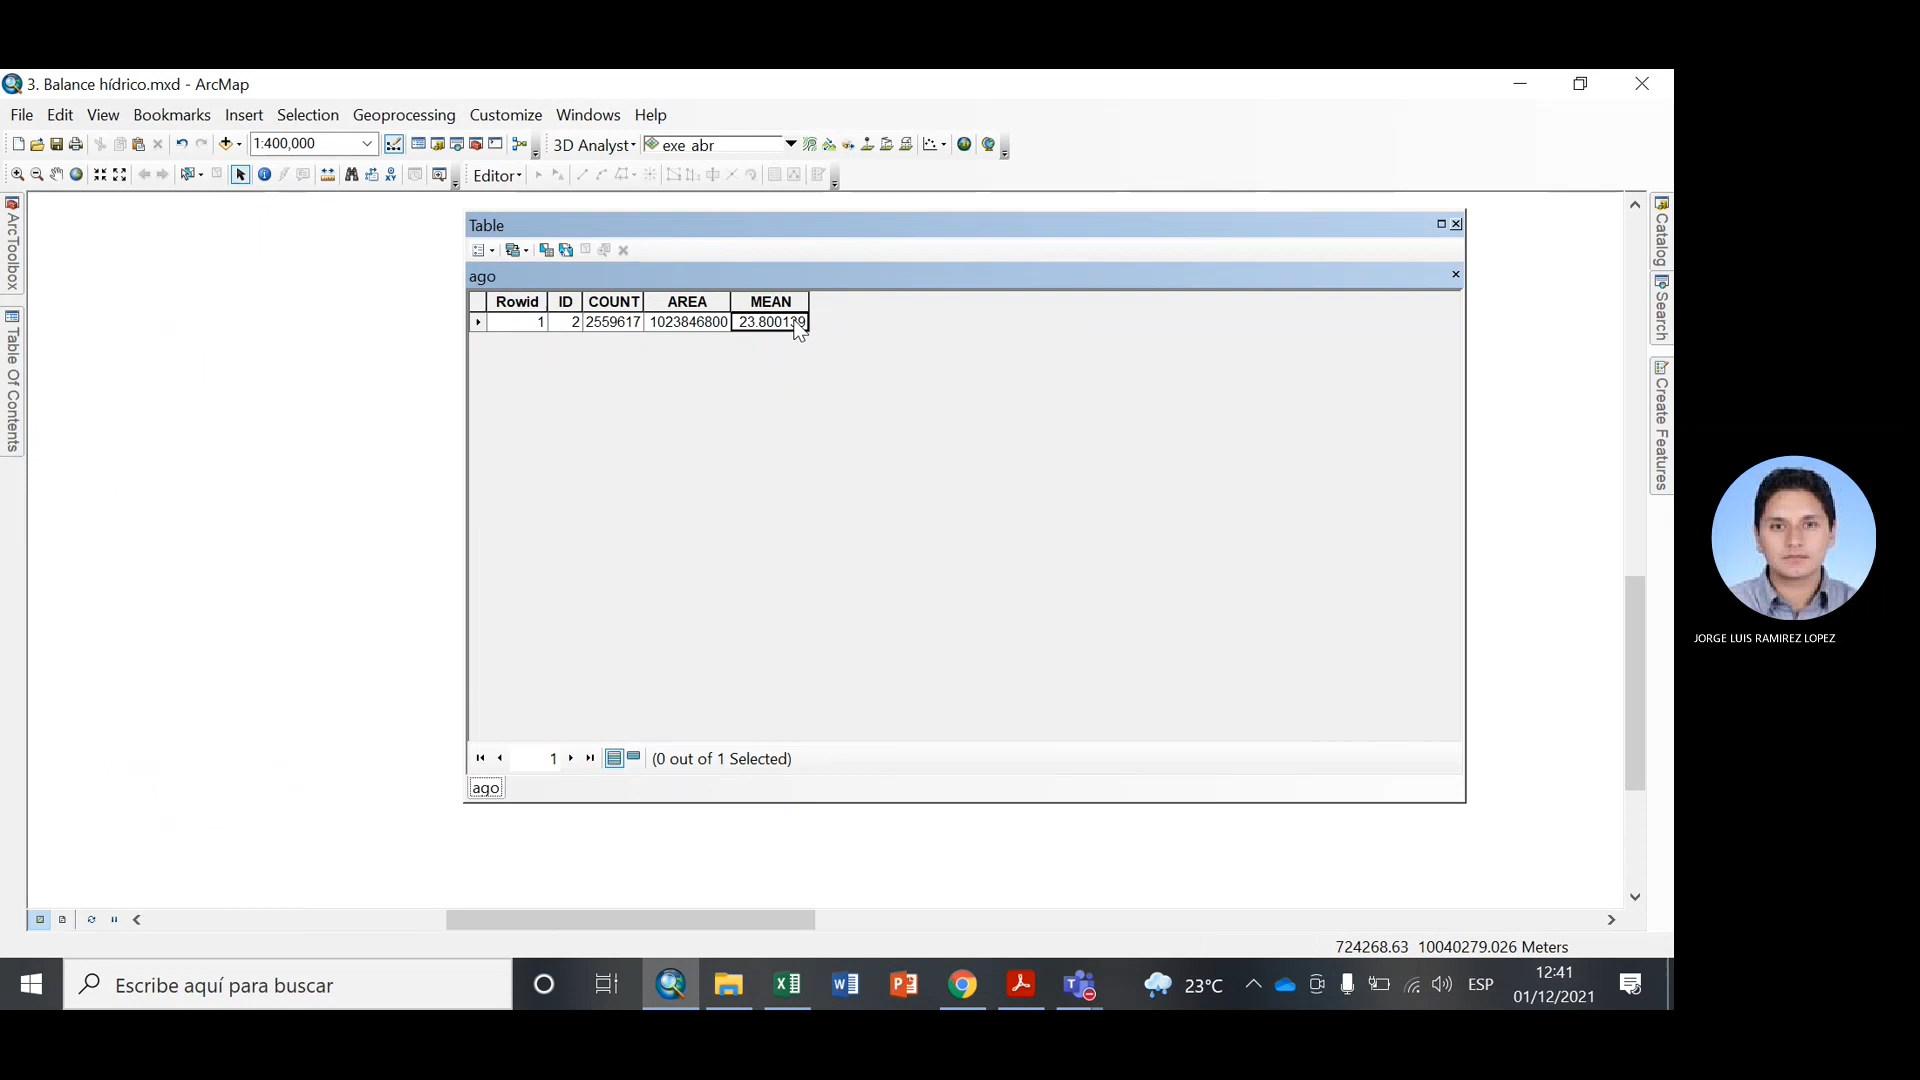 3. Balance hídrico.mxd - ArcMap
File Edit View Bookmarks Insert Selection Geoprocessing Customize Windows Help
1:400,000 3D Analyst exe abr
Editor
ArcToolbox
Table Of Contents
Catalog
Search
Create Features
Table
ago
Rowid ID COUNT AREA MEAN
1 2 2559617 1023846800 23.800139
1 (0 out of 1 Selected)
ago
JORGE LUIS RAMIREZ LOPEZ
724268.63 10040279.026 Meters
Escribe aquí para buscar 23°C ESP 12:41
01/12/2021